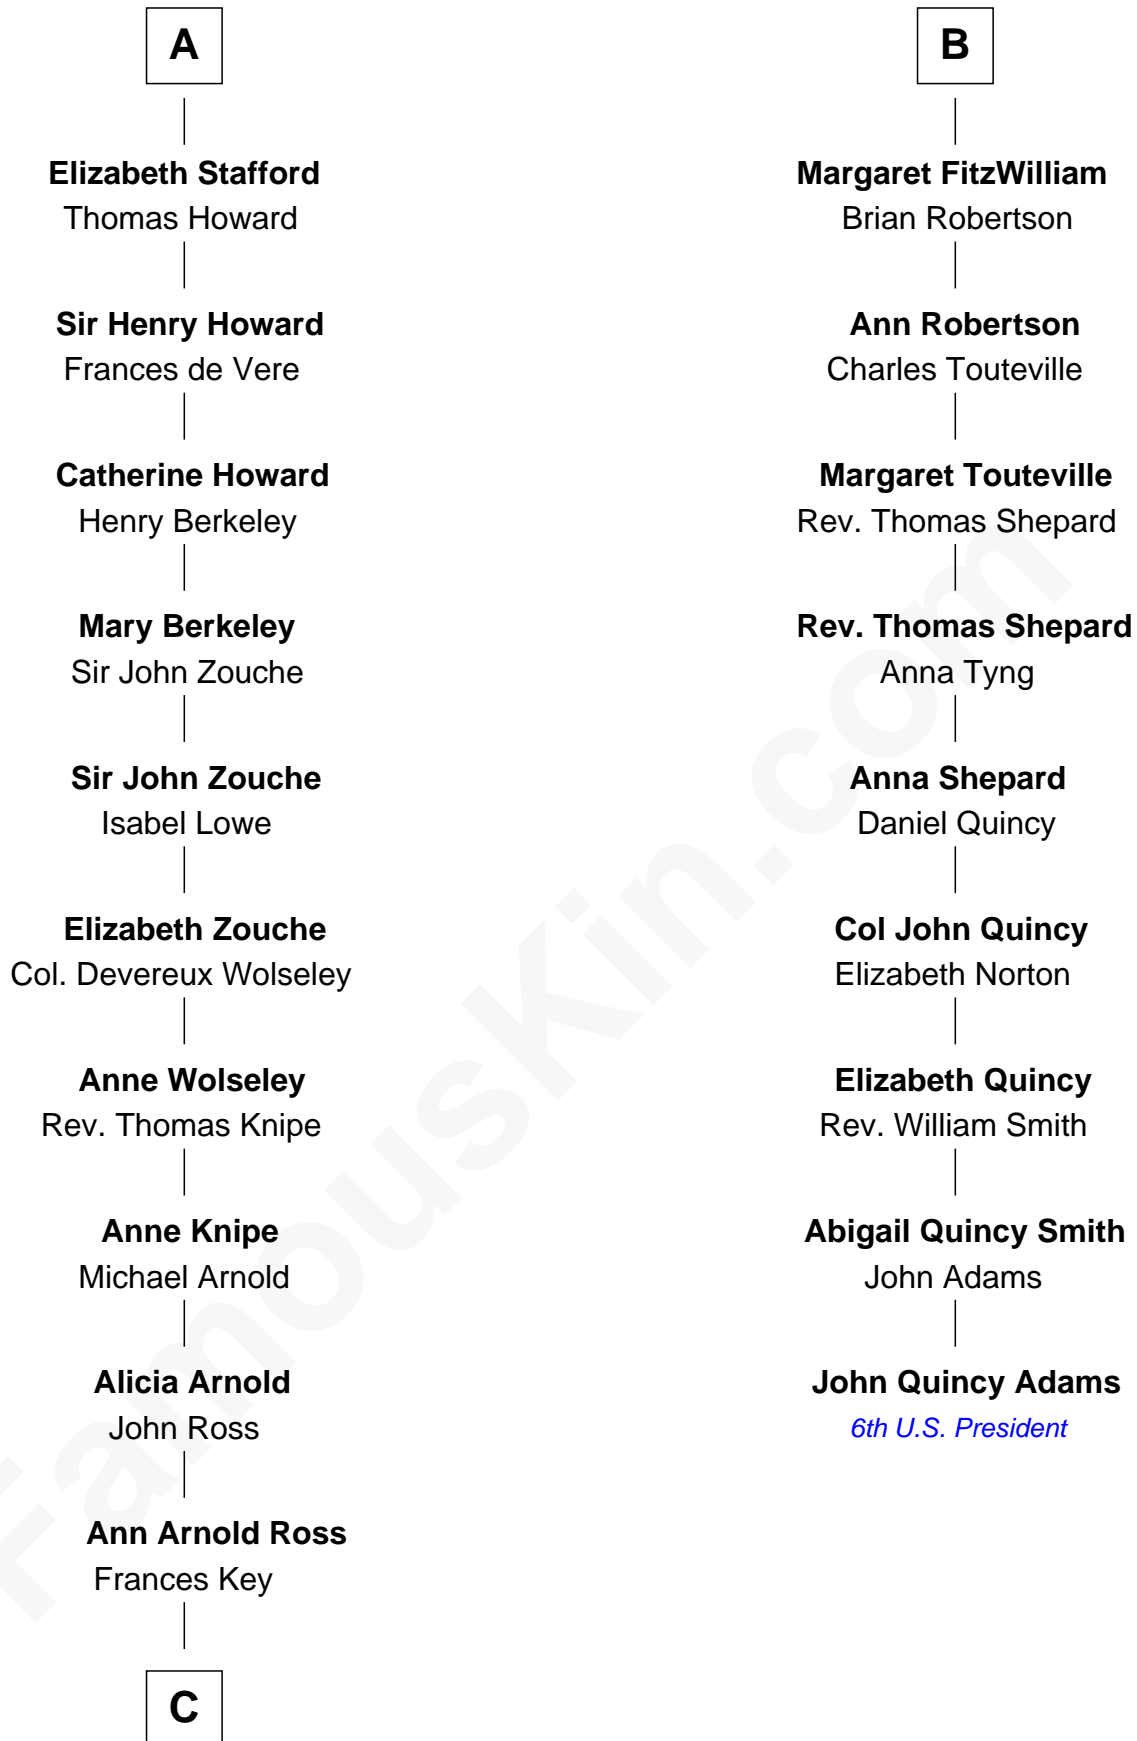 A
Elizabeth Stafford
Thomas Howard
Sir Henry Howard
Frances de Vere
Catherine Howard
Henry Berkeley
Mary Berkeley
Sir John Zouche
Sir John Zouche
Isabel Lowe
Elizabeth Zouche
Col. Devereux Wolseley
Anne Wolseley
Rev. Thomas Knipe
Anne Knipe
Michael Arnold
Alicia Arnold
John Ross
Ann Arnold Ross
Frances Key
C
B
Margaret FitzWilliam
Brian Robertson
Ann Robertson
Charles Touteville
Margaret Touteville
Rev. Thomas Shepard
Rev. Thomas Shepard
Anna Tyng
Anna Shepard
Daniel Quincy
Col John Quincy
Elizabeth Norton
Elizabeth Quincy
Rev. William Smith
Abigail Quincy Smith
John Adams
John Quincy Adams
6th U.S. President
FamousKin.com